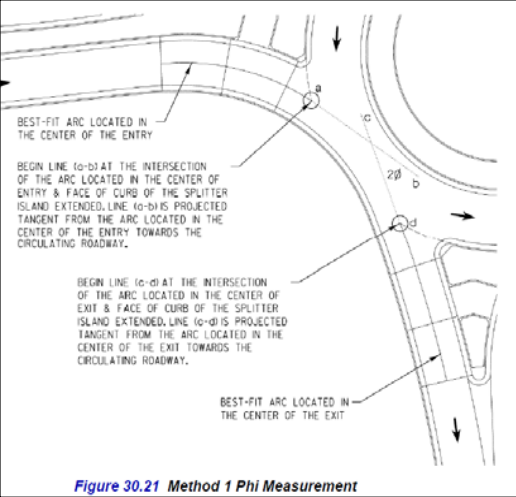 a
c
2Ø
b
d
BEST-FIT ARC LOCATED IN
THE CENTER OF THE ENTRY
BEGIN LINE (a-b) AT THE INTERSECTION
OF THE ARC LOCATED IN THE CENTER OF
ENTRY & FACE OF CURB OF THE SPLITTER
ISLAND EXTENDED. LINE (a-b) IS PROJECTED
TANGENT FROM THE ARC LOCATED IN THE
CENTER OF THE ENTRY TOWARDS THE
CIRCULATING ROADWAY.
BEGIN LINE (c-d) AT THE INTERSECTION
OF THE ARC LOCATED IN THE CENTER OF
EXIT & FACE OF CURB OF THE SPLITTER
ISLAND EXTENDED. LINE (c-d) IS PROJECTED
TANGENT FROM THE ARC LOCATED IN THE
CENTER OF THE EXIT TOWARDS THE
CIRCULATING ROADWAY.
BEST-FIT ARC LOCATED IN
THE CENTER OF THE EXIT
Figure 30.21 Method 1 Phi Measurement